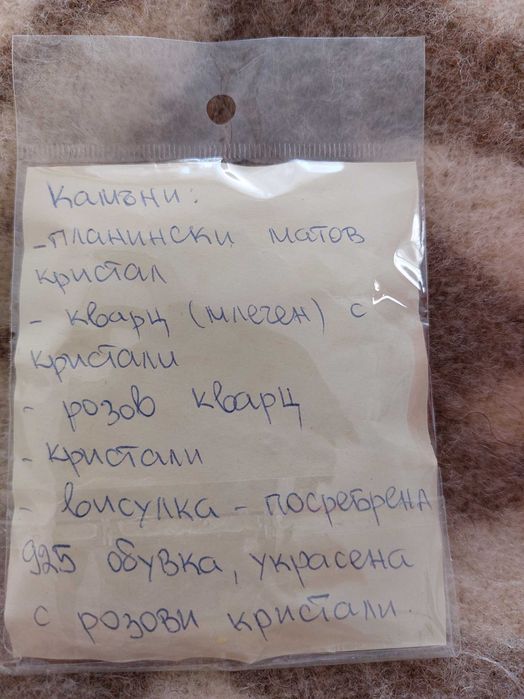 Камъни:
-планински матов
кристал
- кварц (млечен) с
кристали
- розов кварц
- кристали
- висулка - посребрена
925 обувка, украсена
с розови кристали.